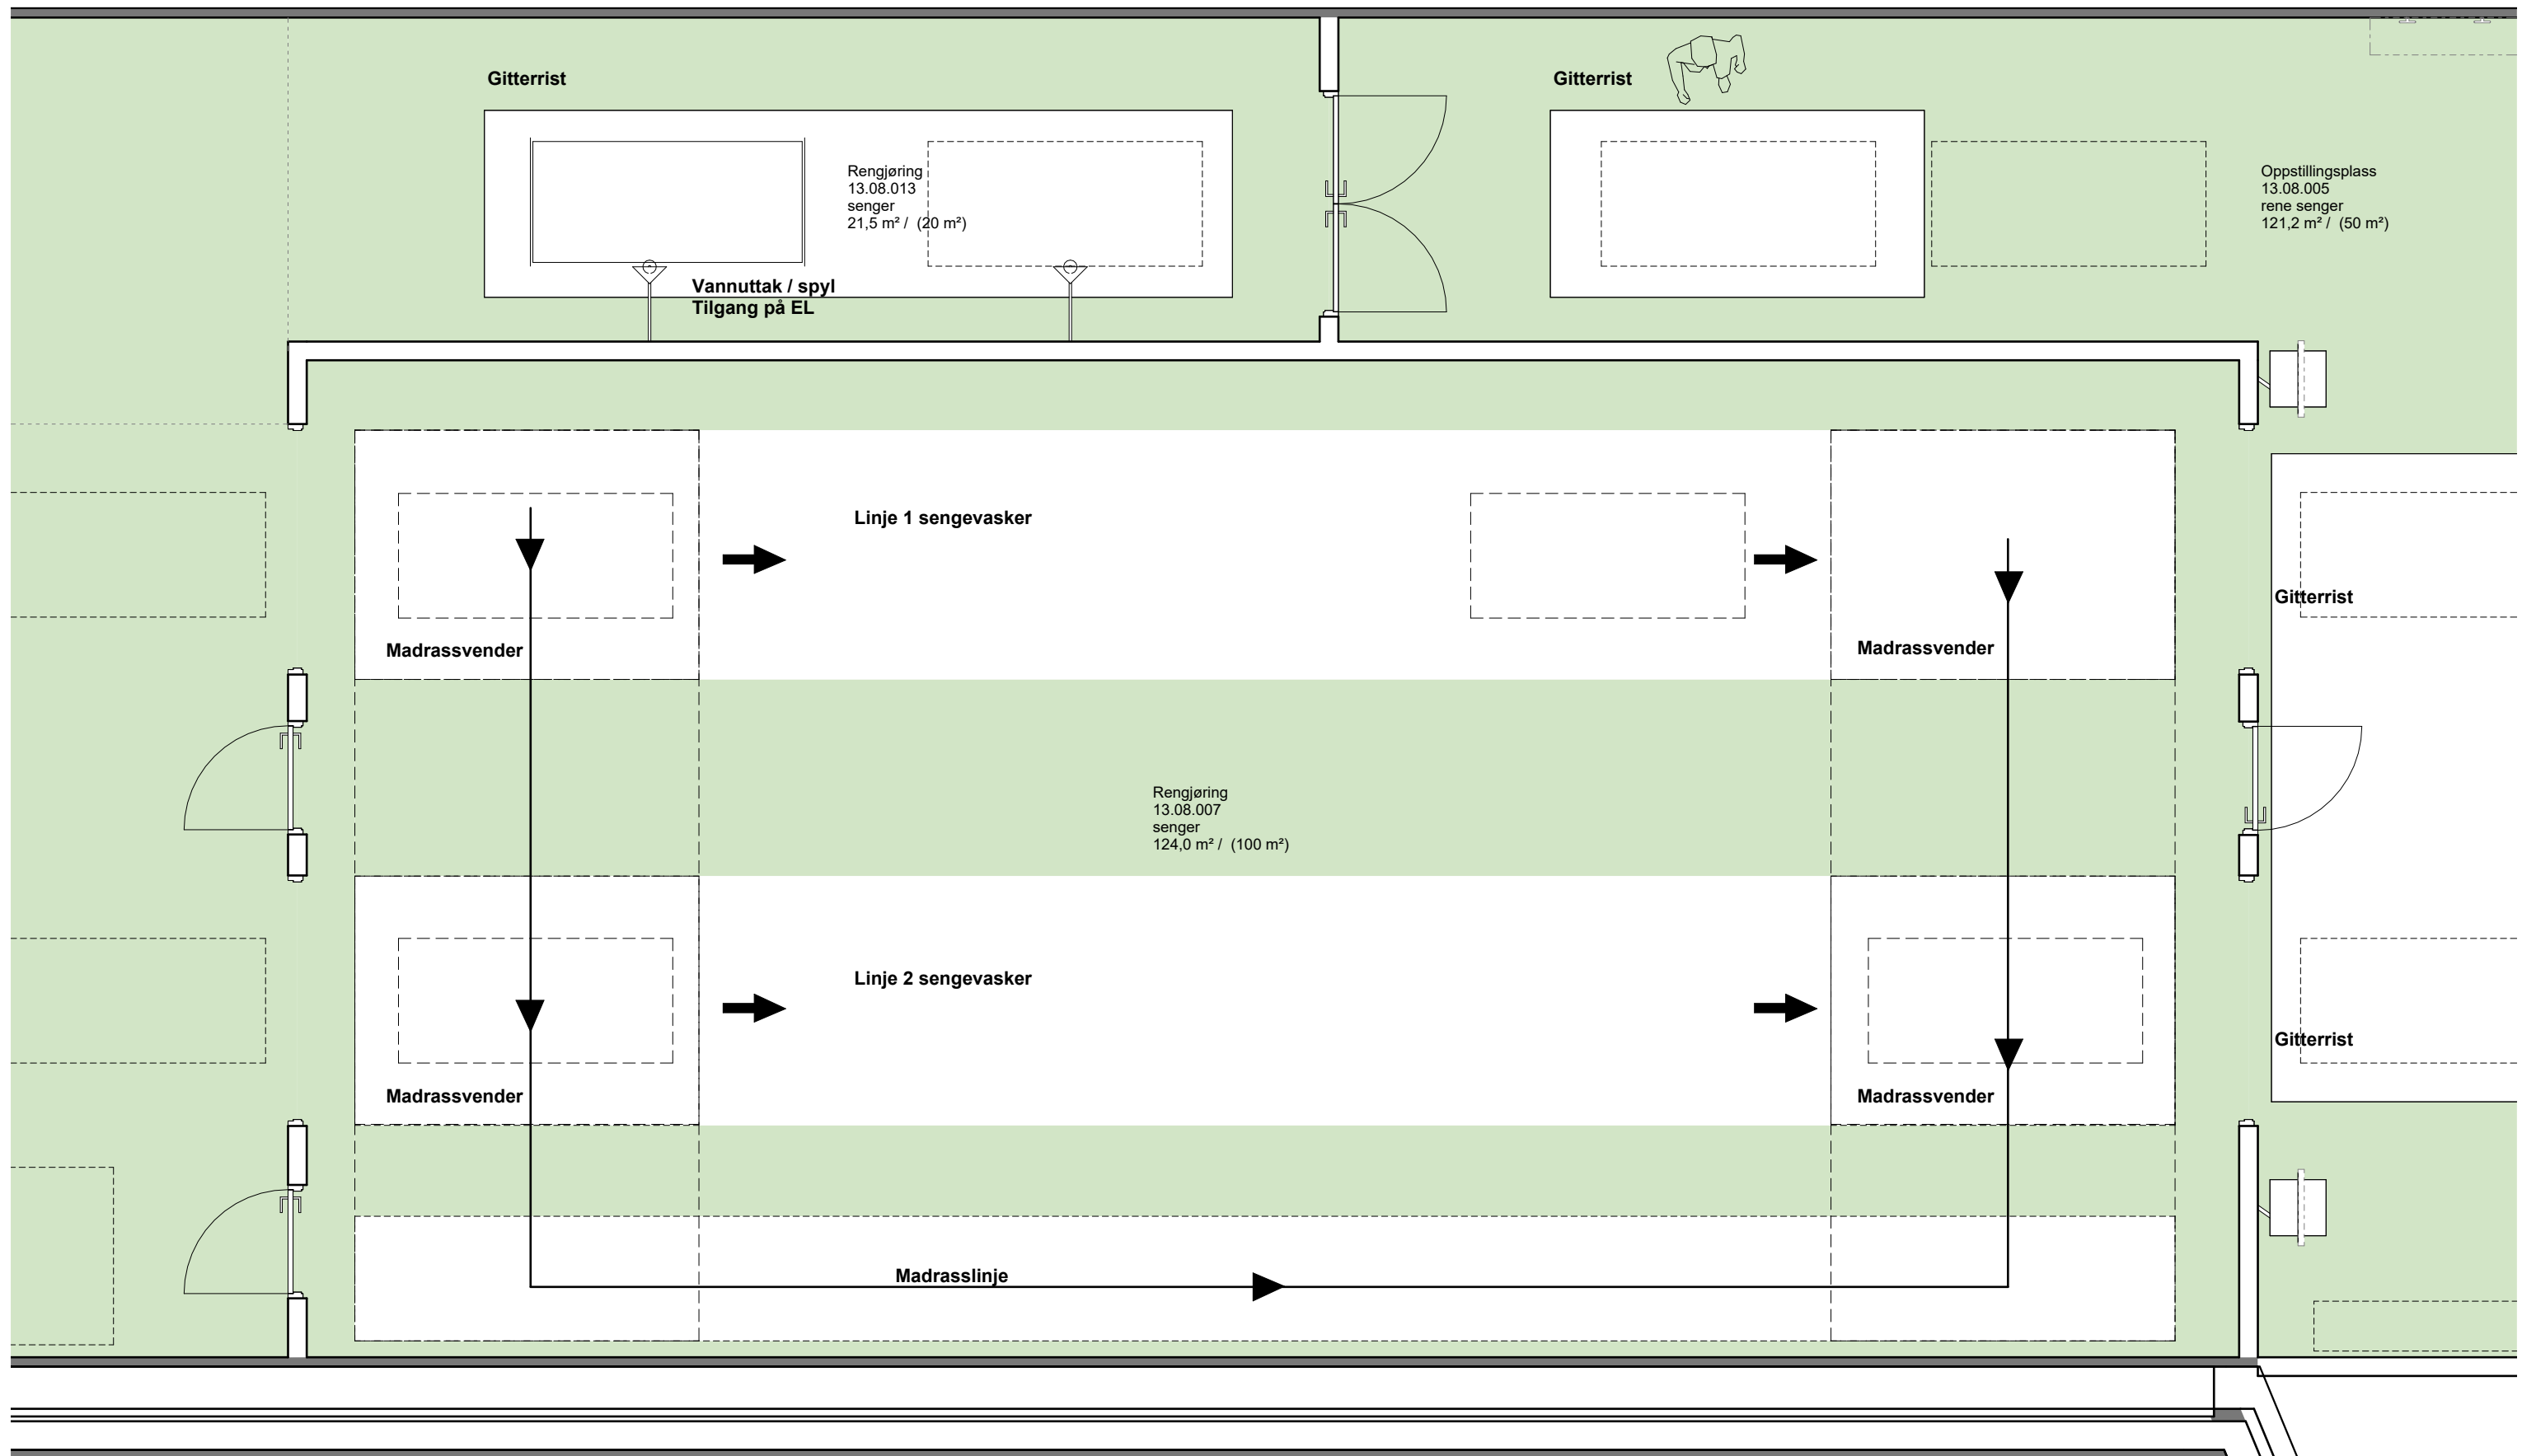 Gitterrist
Gitterrist
Rengjøring
13.08.013
senger
21,5 m² / (20 m²)
Oppstillingsplass
13.08.005
rene senger
121,2 m² / (50 m²)
Vannuttak / spyl
Tilgang på EL
Linje 1 sengevasker
Gitterrist
Madrassvender
Madrassvender
Rengjøring
13.08.007
senger
124,0 m² / (100 m²)
Linje 2 sengevasker
Gitterrist
Madrassvender
Madrassvender
Madrasslinje